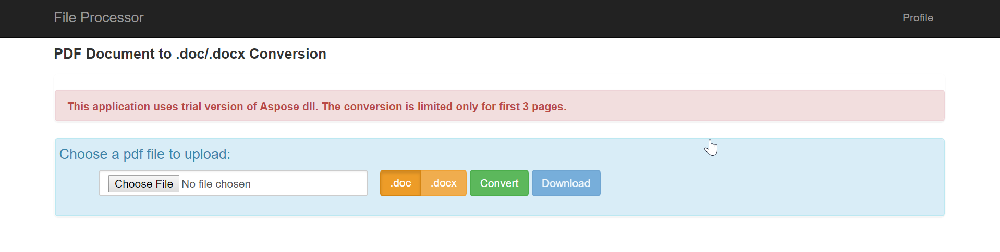 File Processor Profile
PDF Document to .doc/.docx Conversion
This application uses trial version of Aspose dll. The conversion is limited only for first 3 pages.
Choose a pdf file to upload:
Choose File No file chosen .doc .docx Convert Download